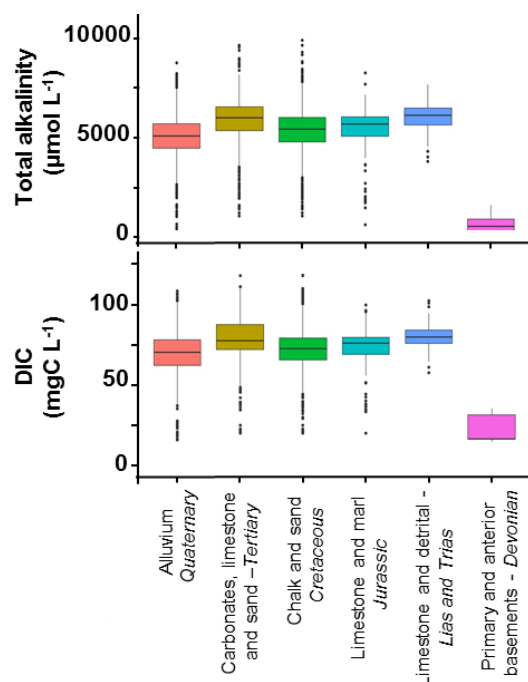 Total alkalinity
(µmol L-1)
10000
5000
0
DIC
(mgC L-1)
100
50
0
Alluvium
Quaternary
Carbonates, limestone
and sand –Tertiary
Chalk and sand
Cretaceous
Limestone and marl
Jurassic
Limestone and detrital -
Lias and Trias
Primary and anterior
basements - Devonian